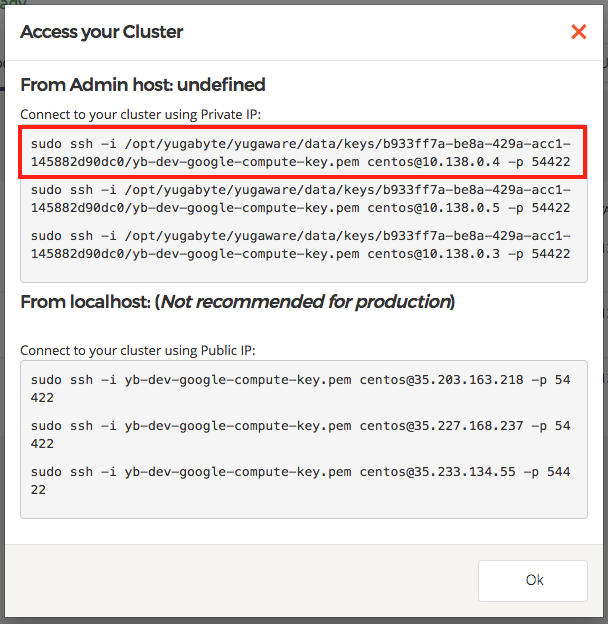 Access your Cluster
From Admin host: undefined
Connect to your cluster using Private IP:
sudo ssh -i /opt/yugabyte/yugaware/data/keys/b933ff7a-be8a-429a-acc1-
145882d90dc0/yb-dev-google-compute-key.pem centos@10.138.0.4 -p 54422
sudo ssh -i /opt/yugabyte/yugaware/data/keys/b933ff7a-be8a-429a-acc1-
145882d90dc0/yb-dev-google-compute-key.pem centos@10.138.0.5 -p 54422
sudo ssh -i /opt/yugabyte/yugaware/data/keys/b933ff7a-be8a-429a-acc1-
145882d90dc0/yb-dev-google-compute-key.pem centos@10.138.0.3 -p 54422
From localhost: (Not recommended for production)
Connect to your cluster using Public IP:
sudo ssh -i yb-dev-google-compute-key.pem centos@35.203.163.218 -p 54
422
sudo ssh -i yb-dev-google-compute-key.pem centos@35.227.168.237 -p 54
422
sudo ssh -i yb-dev-google-compute-key.pem centos@35.233.134.55 -p 544
22
Ok